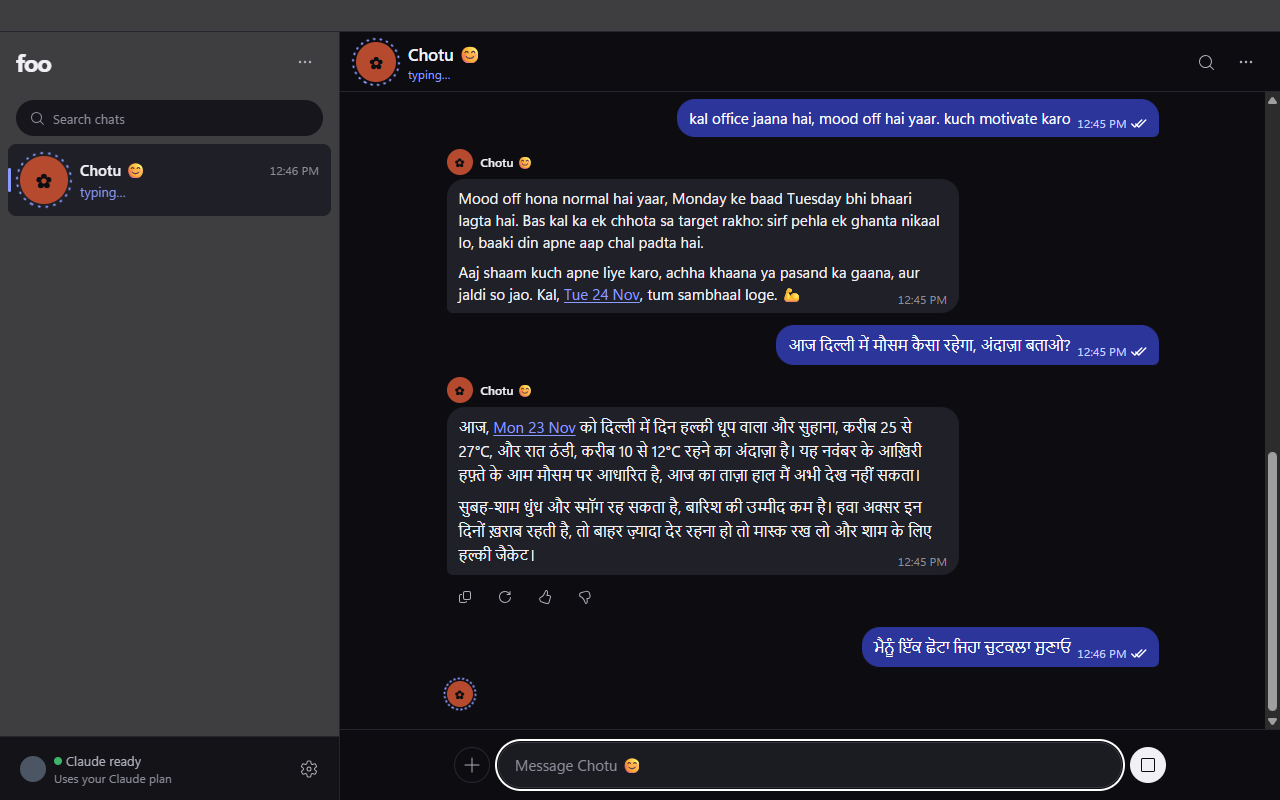 foo
Search chats
Chotu 😊
12:46 PM
typing...
Claude ready
Uses your Claude plan
Chotu 😊
typing...
kal office jaana hai, mood off hai yaar. kuch motivate karo 12:45 PM
Chotu 😊
Mood off hona normal hai yaar, Monday ke baad Tuesday bhi bhaari
lagta hai. Bas kal ka ek chhota sa target rakho: sirf pehla ek ghanta nikaal
lo, baaki din apne aap chal padta hai.
Aaj shaam kuch apne liye karo, achha khaana ya pasand ka gaana, aur
jaldi so jao. Kal, Tue 24 Nov, tum sambhaal loge. 💪
12:45 PM
आज दिल्ली में मौसम कैसा रहेगा, अंदाज़ा बताओ? 12:45 PM
Chotu 😊
आज, Mon 23 Nov को दिल्ली में दिन हल्की धूप वाला और सुहाना, करीब 25 से
27°C, और रात ठंडी, करीब 10 से 12°C रहने का अंदाज़ा है। यह नवंबर के आख़िरी
हफ़्ते के आम मौसम पर आधारित है, आज का ताज़ा हाल मैं अभी देख नहीं सकता।
सुबह-शाम धुंध और स्मॉग रह सकता है, बारिश की उम्मीद कम है। हवा अक्सर इन
दिनों ख़राब रहती है, तो बाहर ज़्यादा देर रहना हो तो मास्क रख लो और शाम के लिए
हल्की जैकेट।
12:45 PM
ਮੈਨੂੰ ਇੱਕ ਛੋਟਾ ਜਿਹਾ ਚੁਟਕਲਾ ਸੁਣਾਓ 12:46 PM
Message Chotu 😊